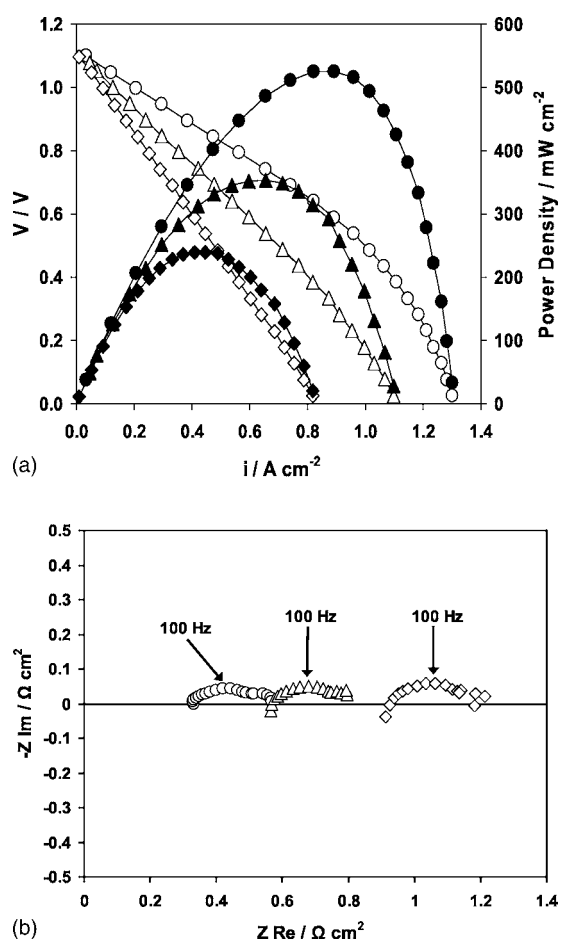 1.2
1.0
0.8
0.6
0.4
0.2
0.0
V / V
600
500
400
300
200
100
0
Power Density / mW cm⁻²
0.0 0.2 0.4 0.6 0.8 1.0 1.2 1.4
i / A cm⁻²
(a)
0.5
0.4
0.3
0.2
0.1
0
-0.1
-0.2
-0.3
-0.4
-0.5
-Z Im / Ω cm²
100 Hz
100 Hz
100 Hz
0 0.2 0.4 0.6 0.8 1 1.2 1.4
Z Re / Ω cm²
(b)